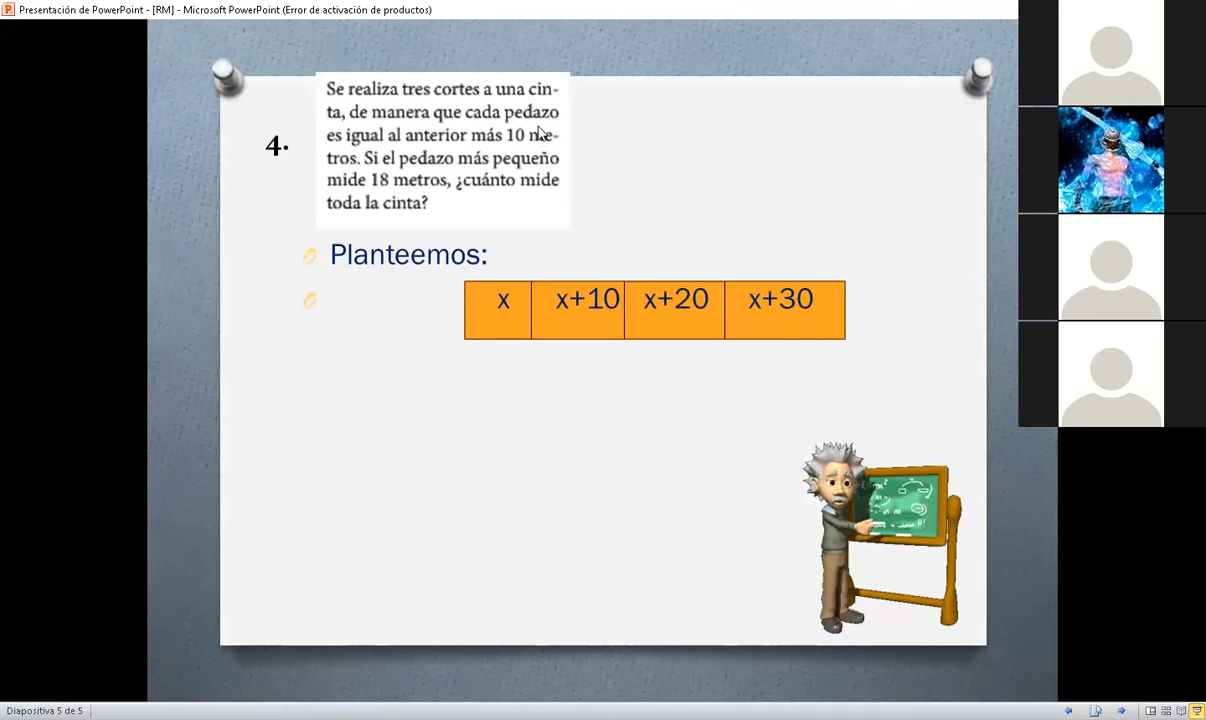 Presentación de PowerPoint - [RM] - Microsoft PowerPoint (Error de activación de productos)
4.
Se realiza tres cortes a una cin-
ta, de manera que cada pedazo
es igual al anterior más 10 me-
tros. Si el pedazo más pequeño
mide 18 metros, ¿cuánto mide
toda la cinta?
Planteemos:
x x+10 x+20 x+30
Diapositiva 5 de 5